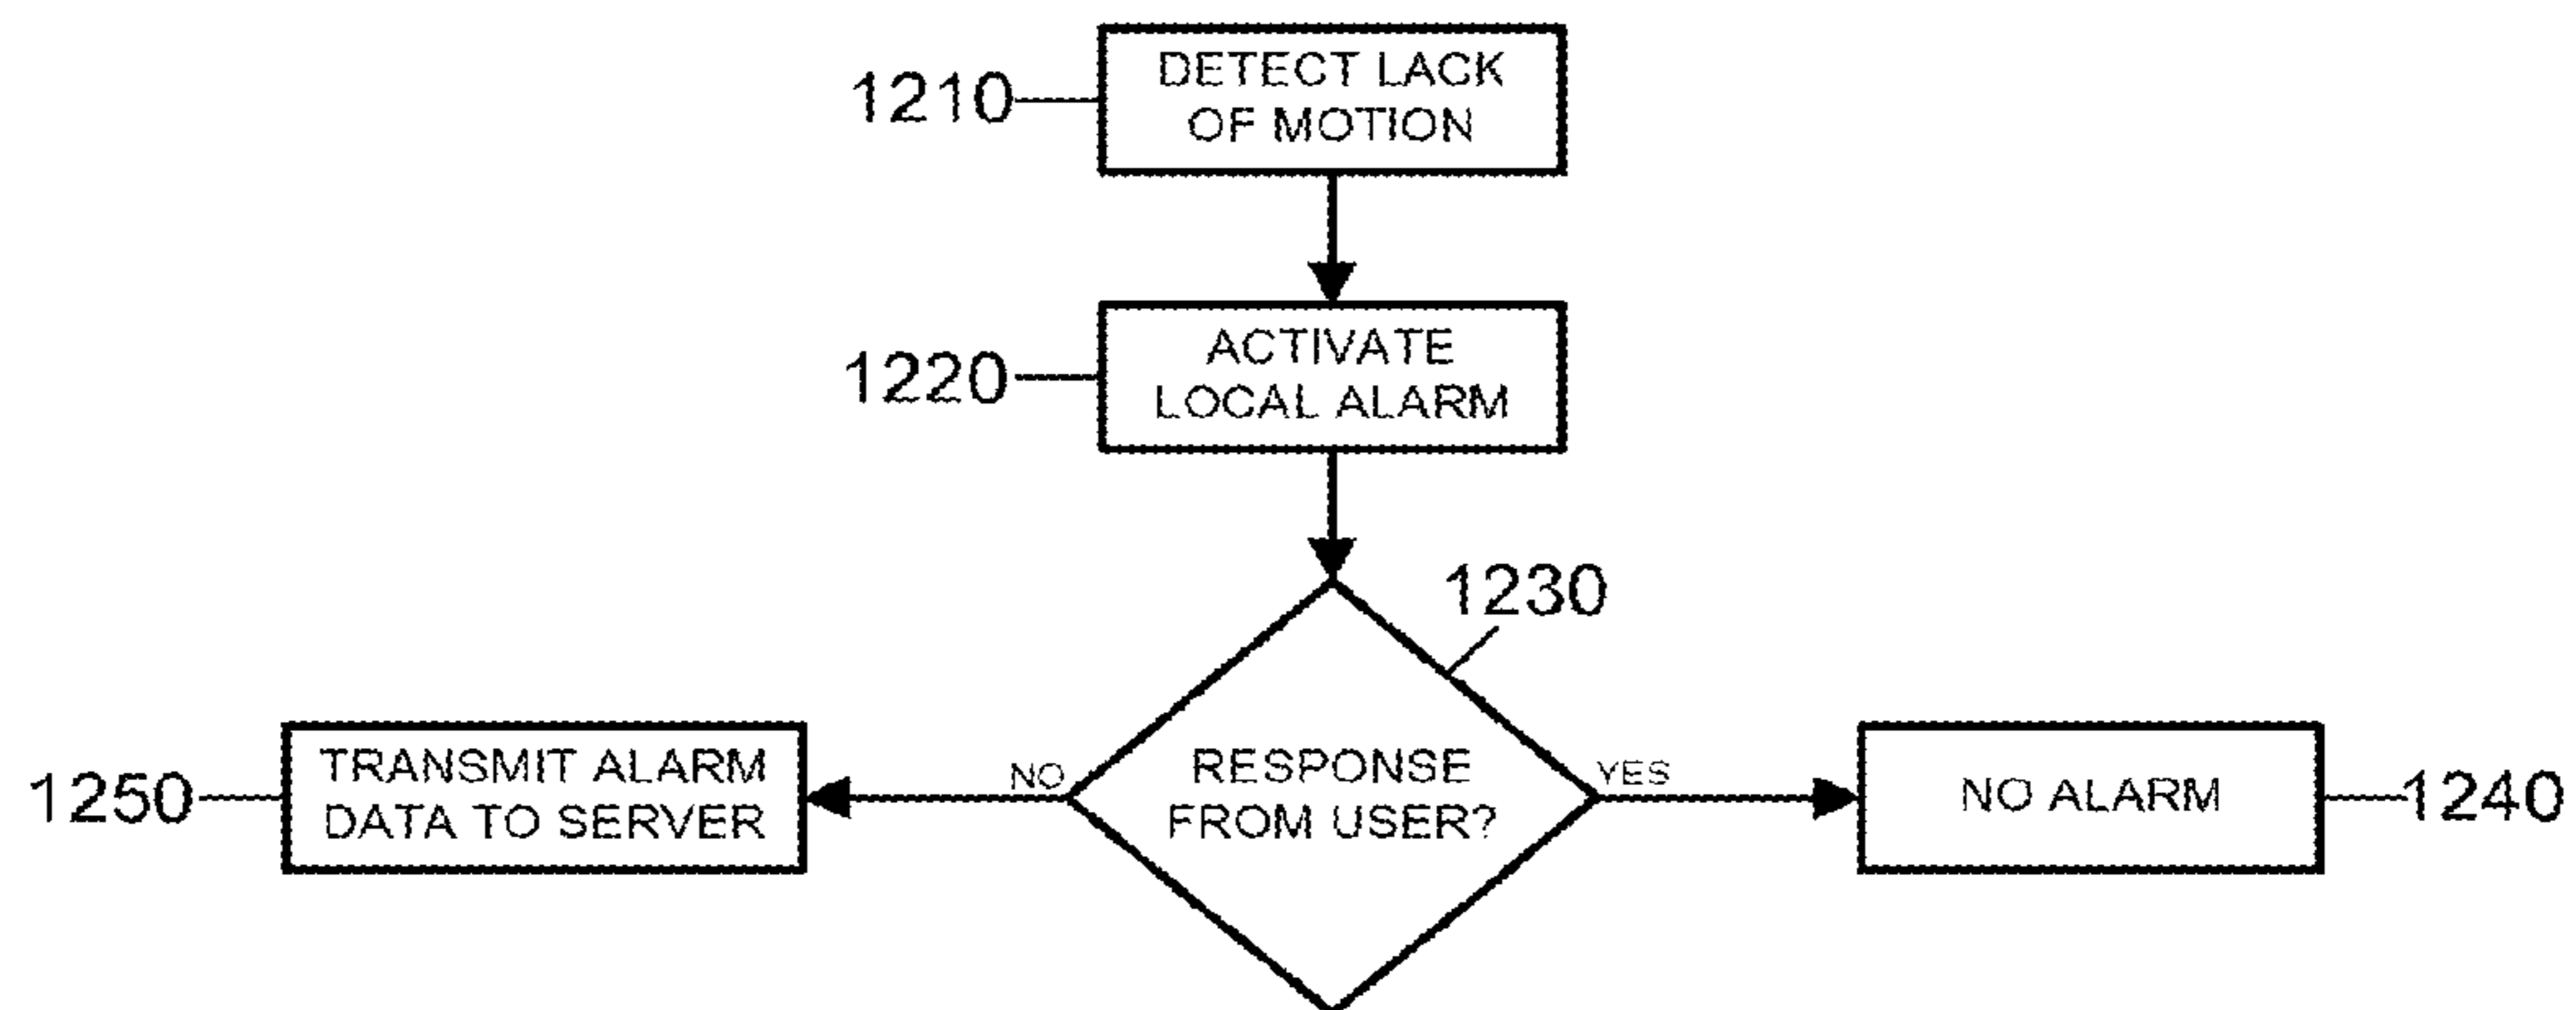 1210
DETECT LACK
OF MOTION
1220
ACTIVATE
LOCAL ALARM
1230
1250
TRANSMIT ALARM
DATA TO SERVER
NO
RESPONSE
FROM USER?
YES
NO ALARM
1240